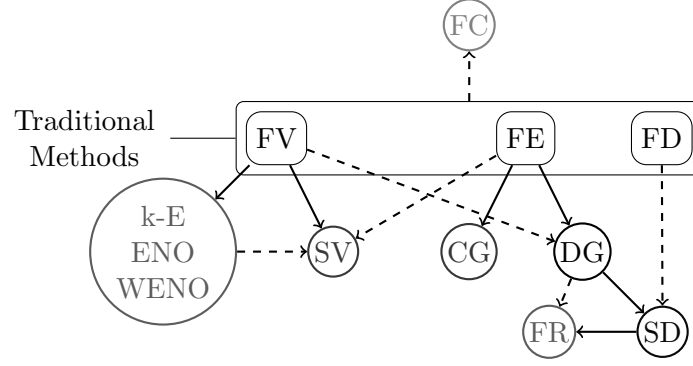 FC
Traditional
Methods
FV
FE
FD
k-E
ENO
WENO
SV
CG
DG
FR
SD